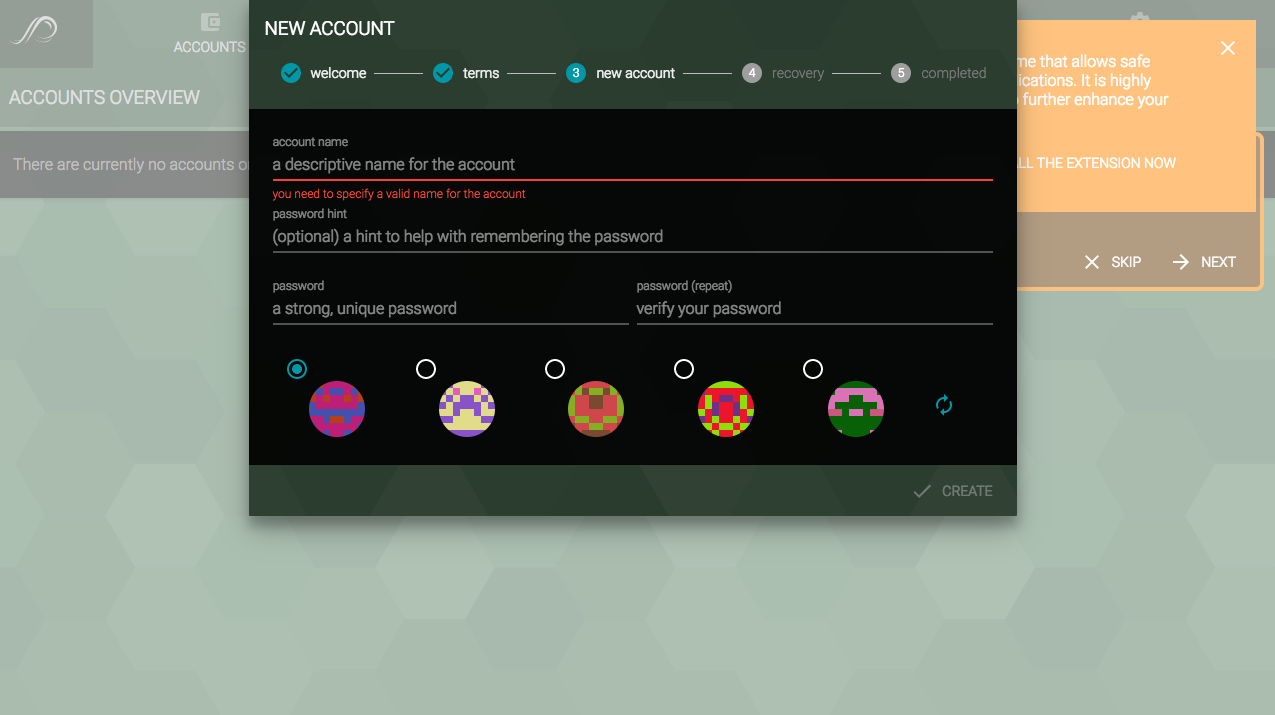 NEW ACCOUNT
welcome
terms
3 new account
4 recovery
5 completed
ACCOUNTS
ACCOUNTS OVERVIEW
There are currently no accounts
that allows safe
It is highly
further enhance your
THE EXTENSION NOW
SKIP
NEXT
account name
a descriptive name for the account
you need to specify a valid name for the account
password hint
(optional) a hint to help with remembering the password
password
a strong, unique password
password (repeat)
verify your password
CREATE